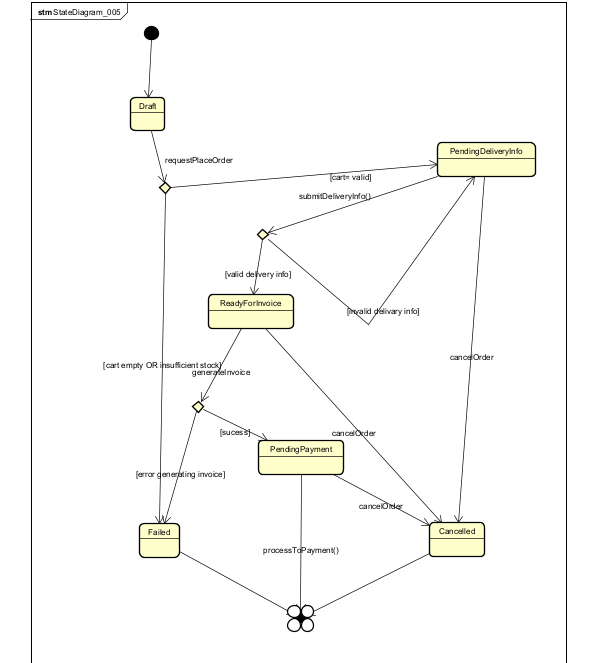 stm StateDiagram_005
Draft
requestPlaceOrder
PendingDeliveryInfo
[cart= valid]
submitDeliveryInfo()
[valid delivery info]
ReadyForInvoice
[invalid delivary info]
cancelOrder
[cart empty OR insufficient stock]
generateInvoice
[sucess]
cancelOrder
PendingPayment
[error generating invoice]
cancelOrder
Failed
Cancelled
processToPayment()